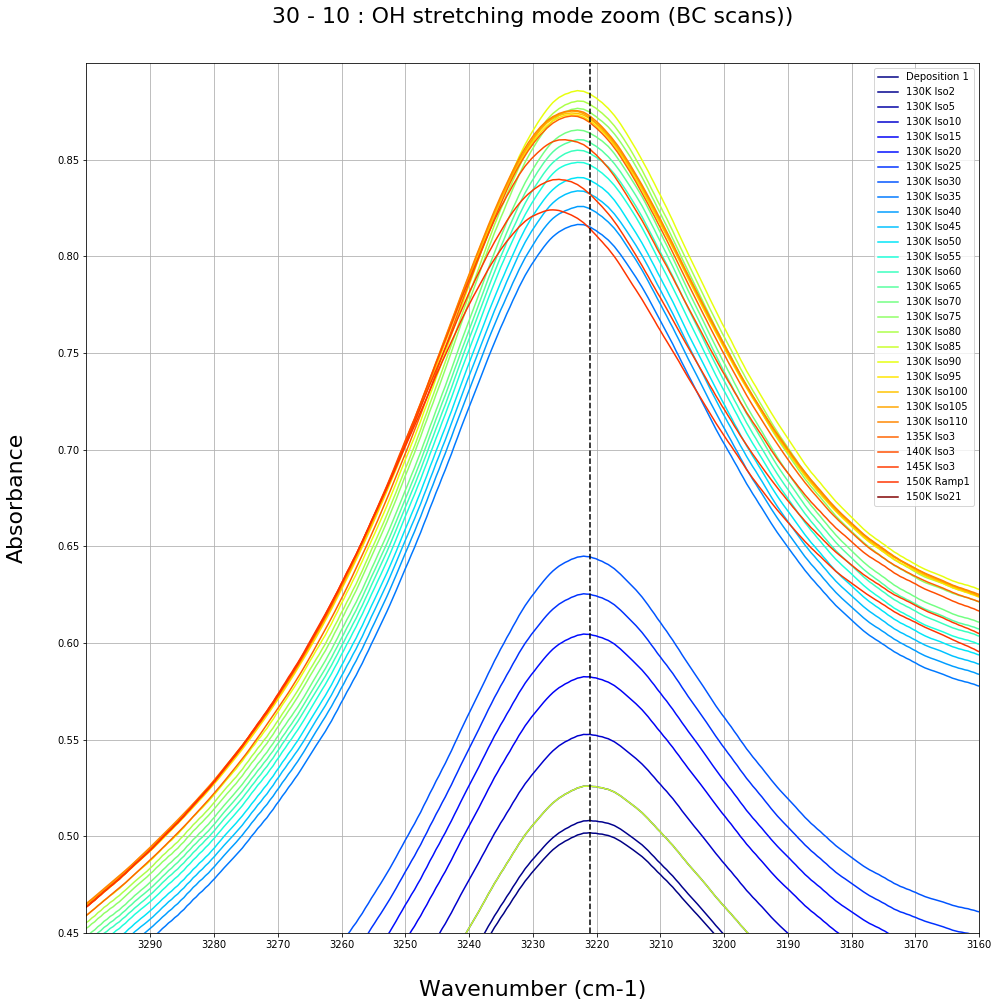 30 - 10 : OH stretching mode zoom (BC scans))
Deposition 1
130K Iso2
130K Iso5
130K Iso10
130K Iso15
130K Iso20
130K Iso25
130K Iso30
130K Iso35
130K Iso40
130K Iso45
130K Iso50
130K Iso55
130K Iso60
130K Iso65
130K Iso70
130K Iso75
130K Iso80
130K Iso85
130K Iso90
130K Iso95
130K Iso100
130K Iso105
130K Iso110
135K Iso3
140K Iso3
145K Iso3
150K Ramp1
150K Iso21
Absorbance
0.85
0.80
0.75
0.70
0.65
0.60
0.55
0.50
0.45
3290 3280 3270 3260 3250 3240 3230 3220 3210 3200 3190 3180 3170 3160
Wavenumber (cm-1)